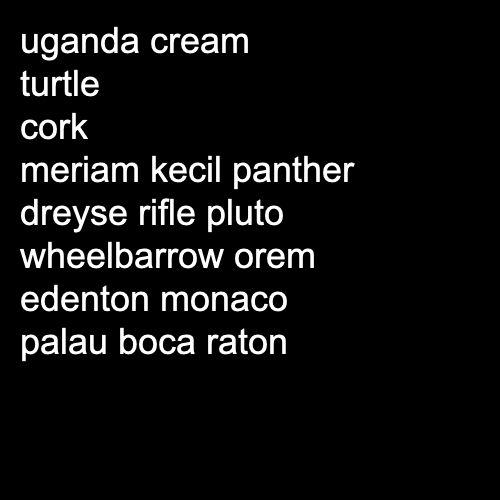 uganda cream
turtle
cork
meriam kecil panther
dreyse rifle pluto
wheelbarrow orem
edenton monaco
palau boca raton